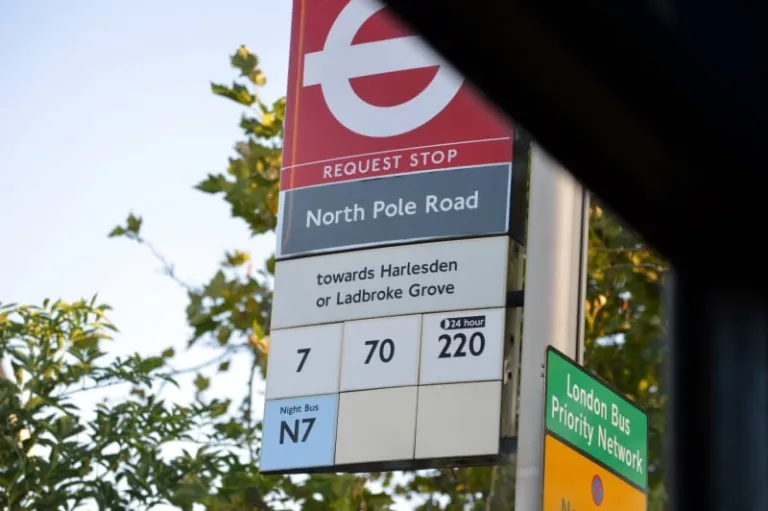 REQUEST STOP
North Pole Road
towards Harlesden
or Ladbroke Grove
7
70
24 hour
220
Night Bus
N7
London Bus
Priority Network